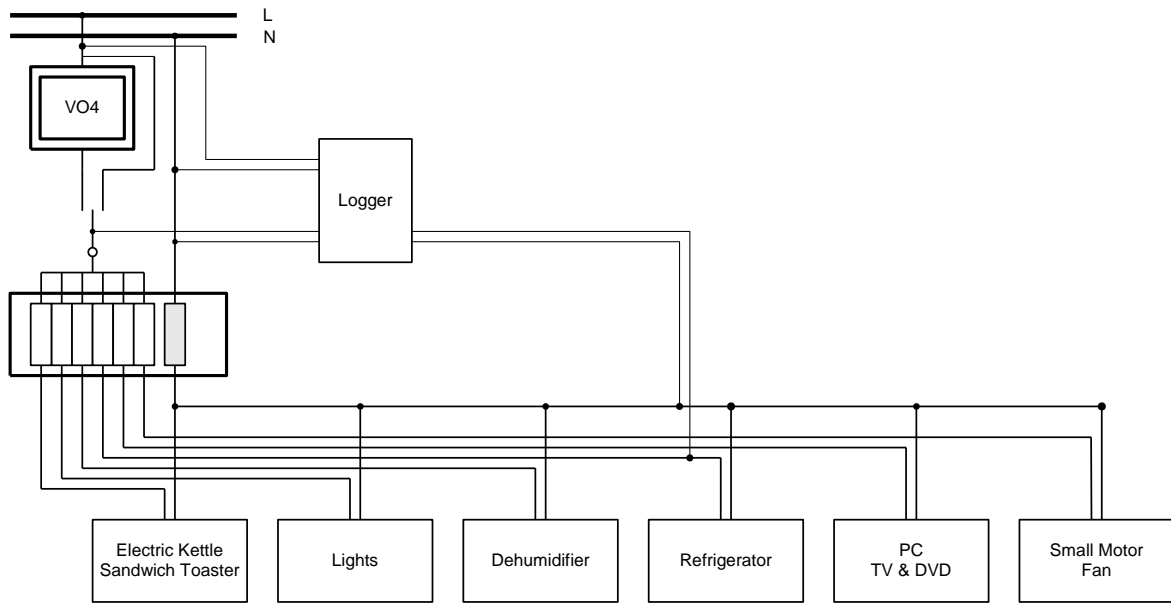 L
N
VO4
Logger
Electric Kettle
Sandwich Toaster
Lights
Dehumidifier
Refrigerator
PC
TV & DVD
Small Motor
Fan